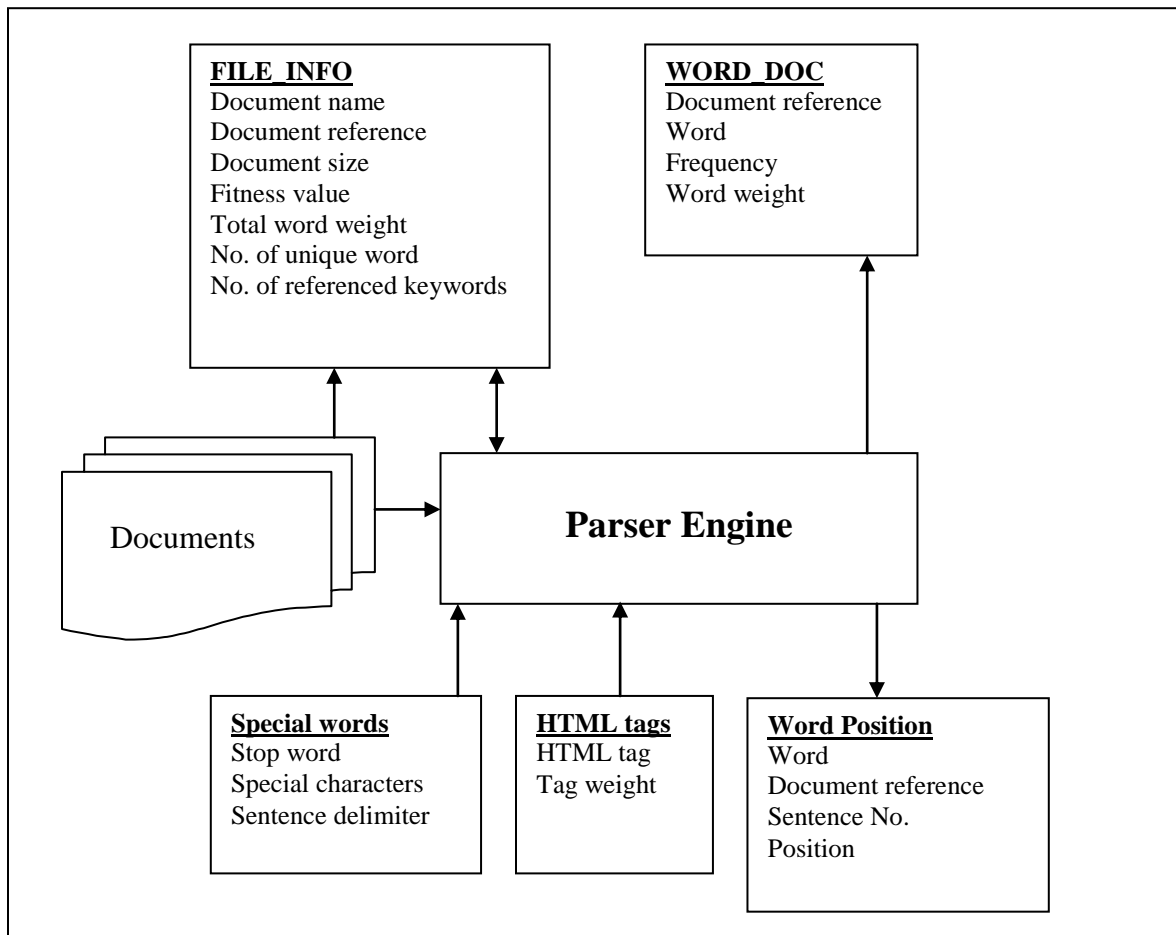 FILE_INFO
Document name
Document reference
Document size
Fitness value
Total word weight
No. of unique word
No. of referenced keywords
WORD_DOC
Document reference
Word
Frequency
Word weight
Documents
Parser Engine
Special words
Stop word
Special characters
Sentence delimiter
HTML tags
HTML tag
Tag weight
Word Position
Word
Document reference
Sentence No.
Position